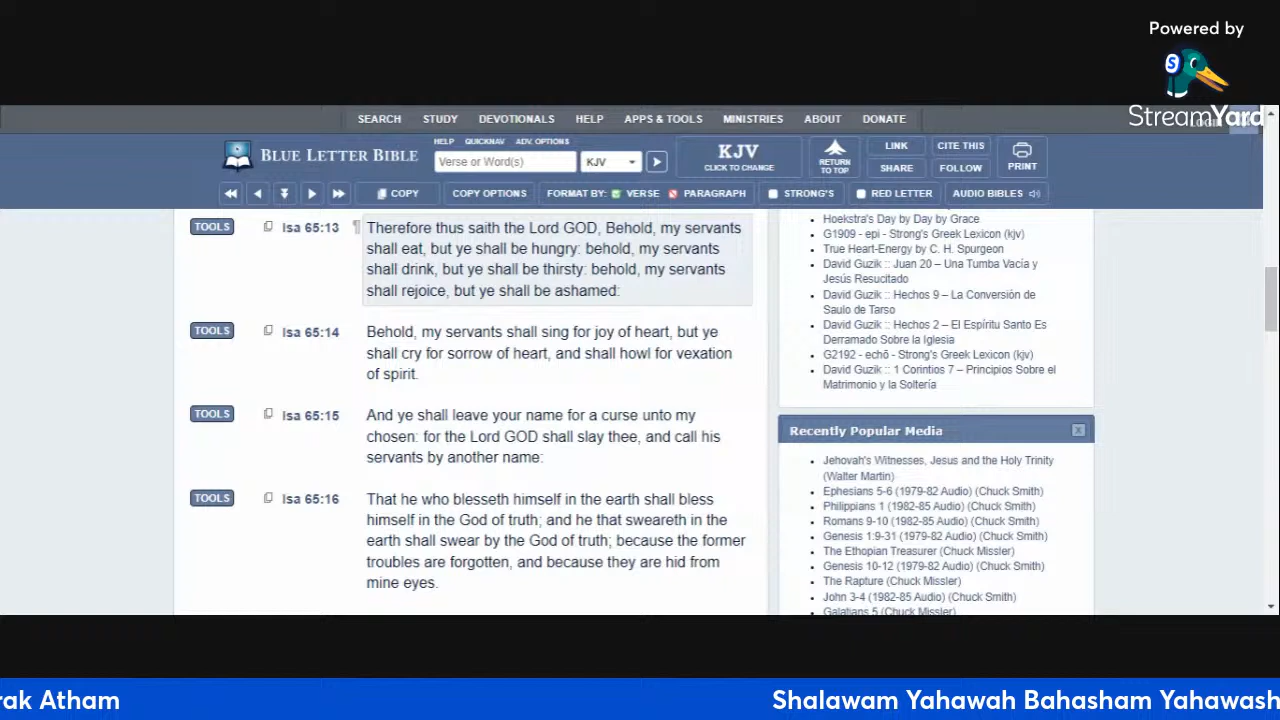 Powered by
StreamYard
SEARCH STUDY DEVOTIONALS HELP APPS & TOOLS MINISTRIES ABOUT DONATE
HELP QUICKNAV ADV. OPTIONS
BLUE LETTER BIBLE
Verse or Word(s) KJV
KJV
CLICK TO CHANGE
RETURN
TO TOP
LINK CITE THIS
SHARE FOLLOW
PRINT
COPY COPY OPTIONS FORMAT BY: VERSE PARAGRAPH STRONG'S RED LETTER AUDIO BIBLES
TOOLS Isa 65:13 ¶ Therefore thus saith the Lord GOD, Behold, my servants
shall eat, but ye shall be hungry: behold, my servants
shall drink, but ye shall be thirsty: behold, my servants
shall rejoice, but ye shall be ashamed:
TOOLS Isa 65:14 Behold, my servants shall sing for joy of heart, but ye
shall cry for sorrow of heart, and shall howl for vexation
of spirit.
TOOLS Isa 65:15 And ye shall leave your name for a curse unto my
chosen: for the Lord GOD shall slay thee, and call his
servants by another name:
TOOLS Isa 65:16 That he who blesseth himself in the earth shall bless
himself in the God of truth; and he that sweareth in the
earth shall swear by the God of truth; because the former
troubles are forgotten, and because they are hid from
mine eyes.
Hoekstra's Day by Day by Grace
G1909 - epi - Strong's Greek Lexicon (kjv)
True Heart-Energy by C. H. Spurgeon
David Guzik :: Juan 20 – Una Tumba Vacía y
Jesús Resucitado
David Guzik :: Hechos 9 – La Conversión de
Saulo de Tarso
David Guzik :: Hechos 2 – El Espíritu Santo Es
Derramado Sobre la Iglesia
G2192 - echō - Strong's Greek Lexicon (kjv)
David Guzik :: 1 Corintios 7 – Principios Sobre el
Matrimonio y la Soltería
Recently Popular Media
Jehovah's Witnesses, Jesus and the Holy Trinity
(Walter Martin)
Ephesians 5-6 (1979-82 Audio) (Chuck Smith)
Philippians 1 (1982-85 Audio) (Chuck Smith)
Romans 9-10 (1982-85 Audio) (Chuck Smith)
Genesis 1:9-31 (1979-82 Audio) (Chuck Smith)
The Ethopian Treasurer (Chuck Missler)
Genesis 10-12 (1979-82 Audio) (Chuck Smith)
The Rapture (Chuck Missler)
John 3-4 (1982-85 Audio) (Chuck Smith)
Galatians 5 (Chuck Missler)
rak Atham
Shalawam Yahawah Bahasham Yahawash